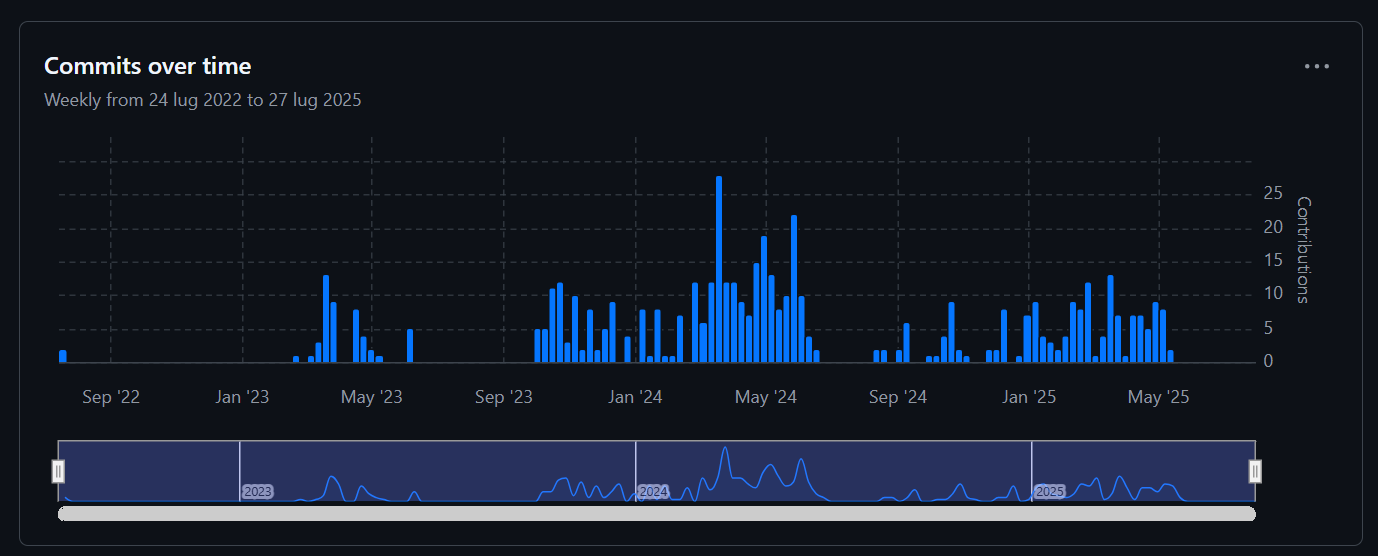 Commits over time
Weekly from 24 lug 2022 to 27 lug 2025
25
20
15
10
5
0
Contributions
Sep '22 Jan '23 May '23 Sep '23 Jan '24 May '24 Sep '24 Jan '25 May '25
2023 2024 2025